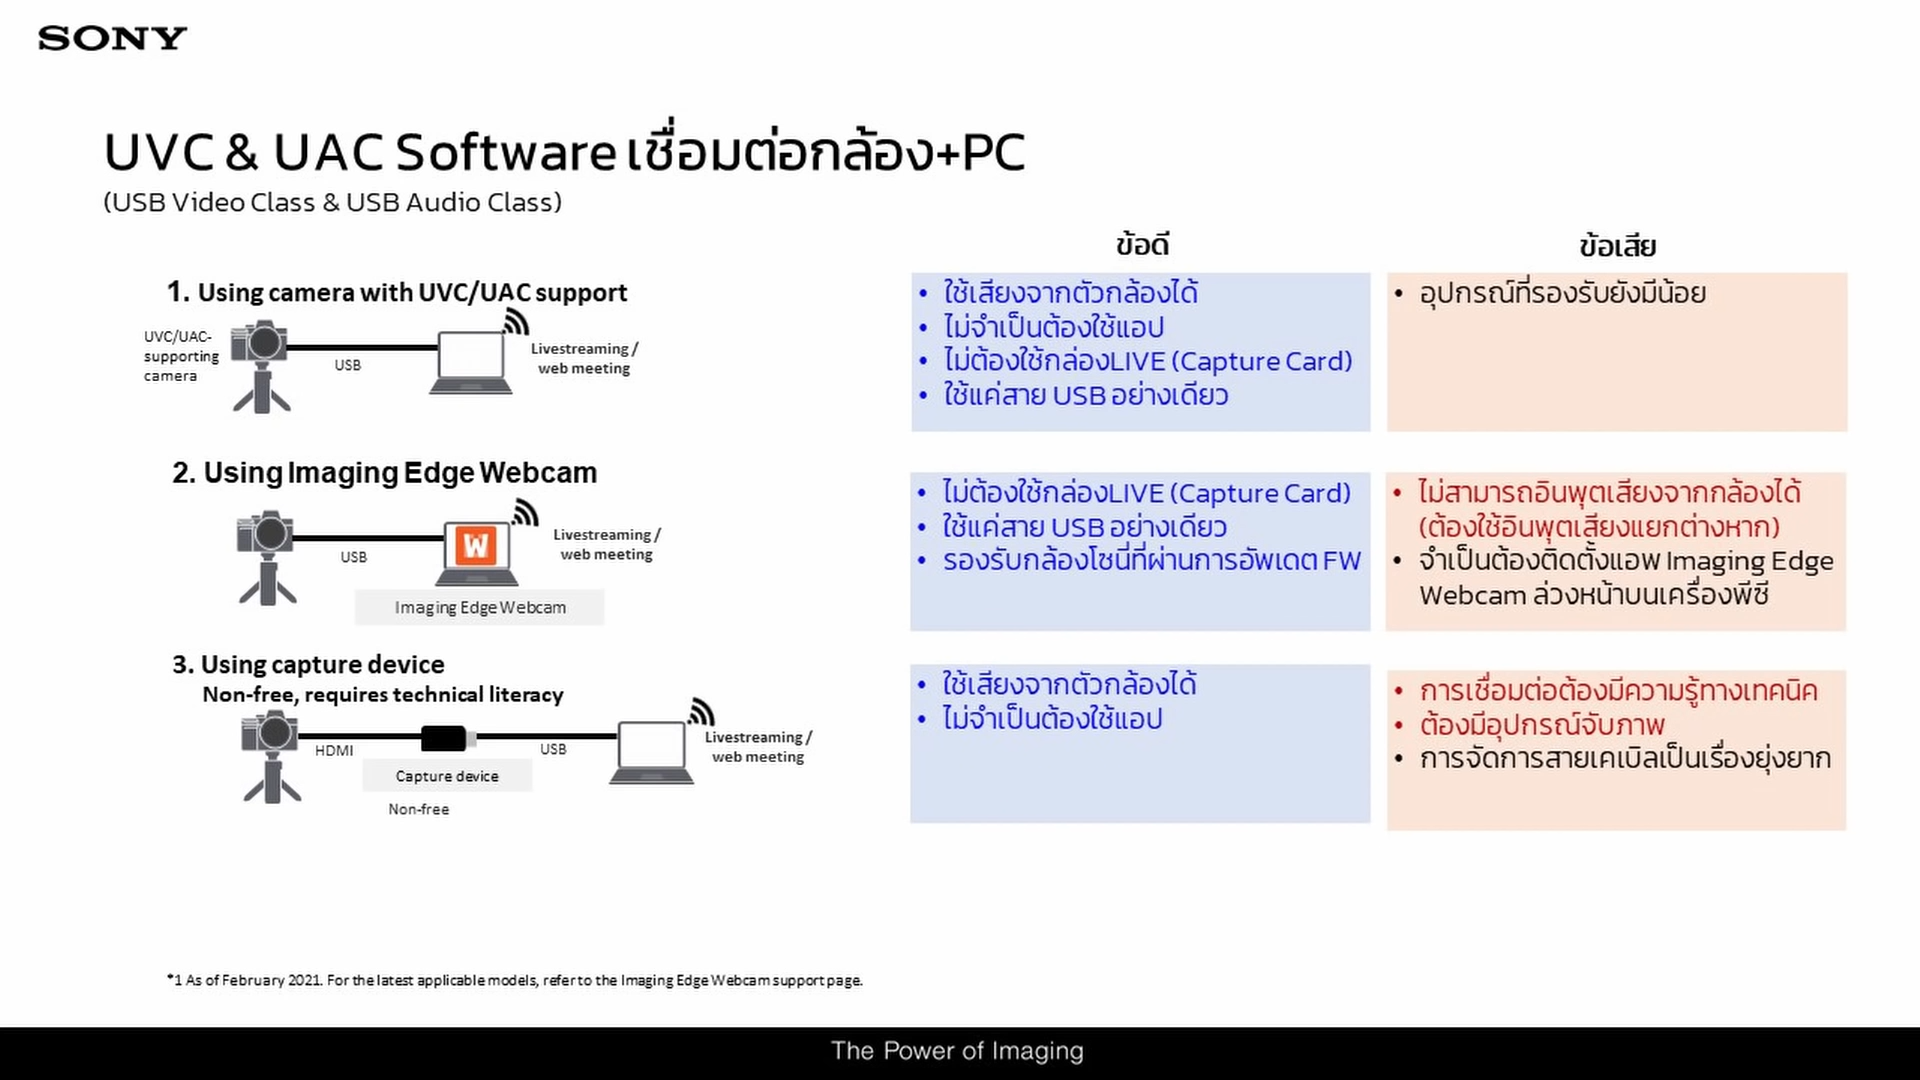 SONY
UVC & UAC Software เชื่อมต่อกล้อง+PC
(USB Video Class & USB Audio Class)
ข้อดี
ข้อเสีย
1. Using camera with UVC/UAC support
UVC/UAC-
supporting
camera
USB
Livestreaming /
web meeting
• ใช้เสียงจากตัวกล้องได้
• ไม่จำเป็นต้องใช้แอป
• ไม่ต้องใช้กล่องLIVE (Capture Card)
• ใช้แค่สาย USB อย่างเดียว
• อุปกรณ์ที่รองรับยังมีน้อย
2. Using Imaging Edge Webcam
USB
W
Livestreaming /
web meeting
Imaging Edge Webcam
• ไม่ต้องใช้กล่องLIVE (Capture Card)
• ใช้แค่สาย USB อย่างเดียว
• รองรับกล้องโซนี่ที่ผ่านการอัพเดต FW
• ไม่สามารถอินพุตเสียงจากกล้องได้
(ต้องใช้อินพุตเสียงแยกต่างหาก)
• จำเป็นต้องติดตั้งแอพ Imaging Edge
Webcam ล่วงหน้าบนเครื่องพีซี
3. Using capture device
Non-free, requires technical literacy
HDMI
USB
Livestreaming /
web meeting
Capture device
Non-free
• ใช้เสียงจากตัวกล้องได้
• ไม่จำเป็นต้องใช้แอป
• การเชื่อมต่อต้องมีความรู้ทางเทคนิค
• ต้องมีอุปกรณ์จับภาพ
• การจัดการสายเคเบิลเป็นเรื่องยุ่งยาก
*1 As of February 2021. For the latest applicable models, refer to the Imaging Edge Webcam support page.
The Power of Imaging